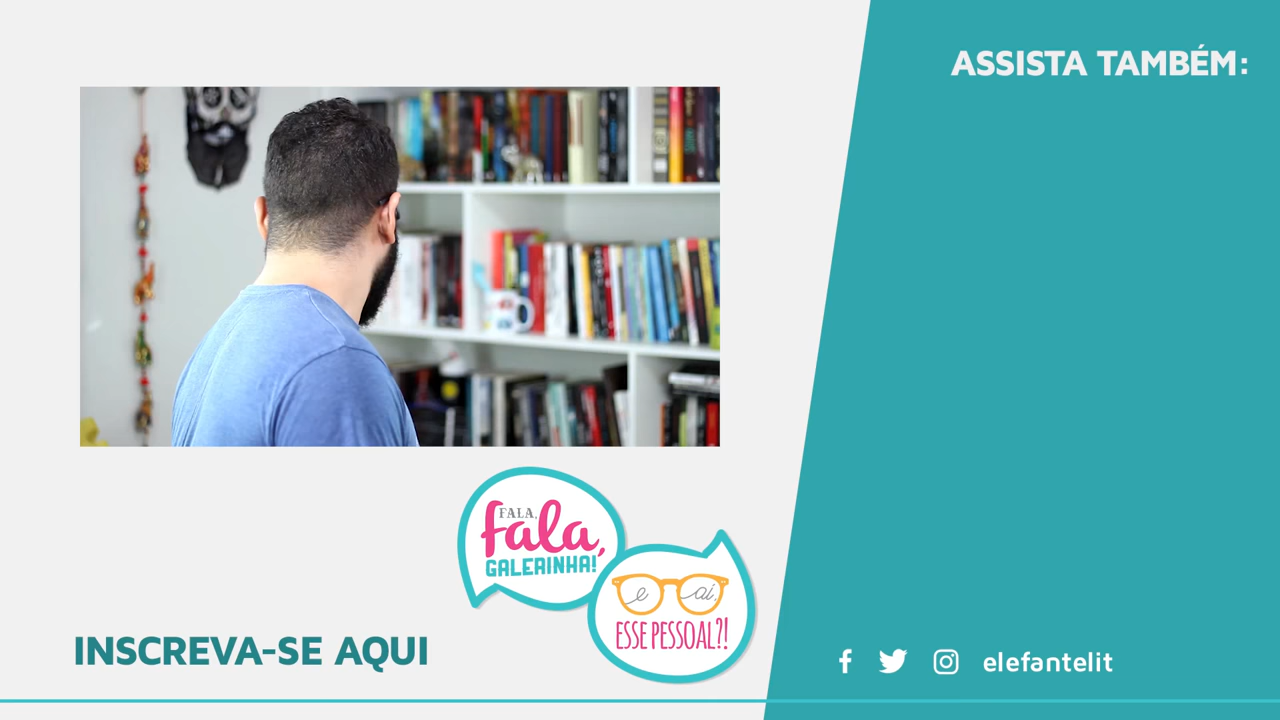 ASSISTA TAMBÉM:
FALA,
fala,
GALERINHA!
e aí,
ESSE PESSOAL?!
INSCREVA-SE AQUI
elefantelit